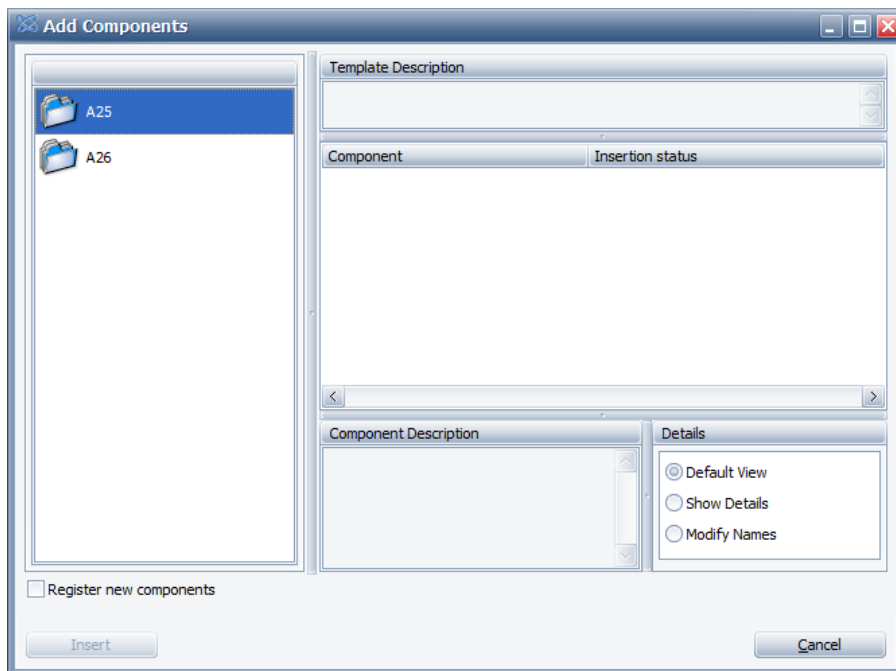 Add Components
Template Description
A25
A26
Component Insertion status
Component Description Details
Default View
Show Details
Modify Names
Register new components
Insert Cancel